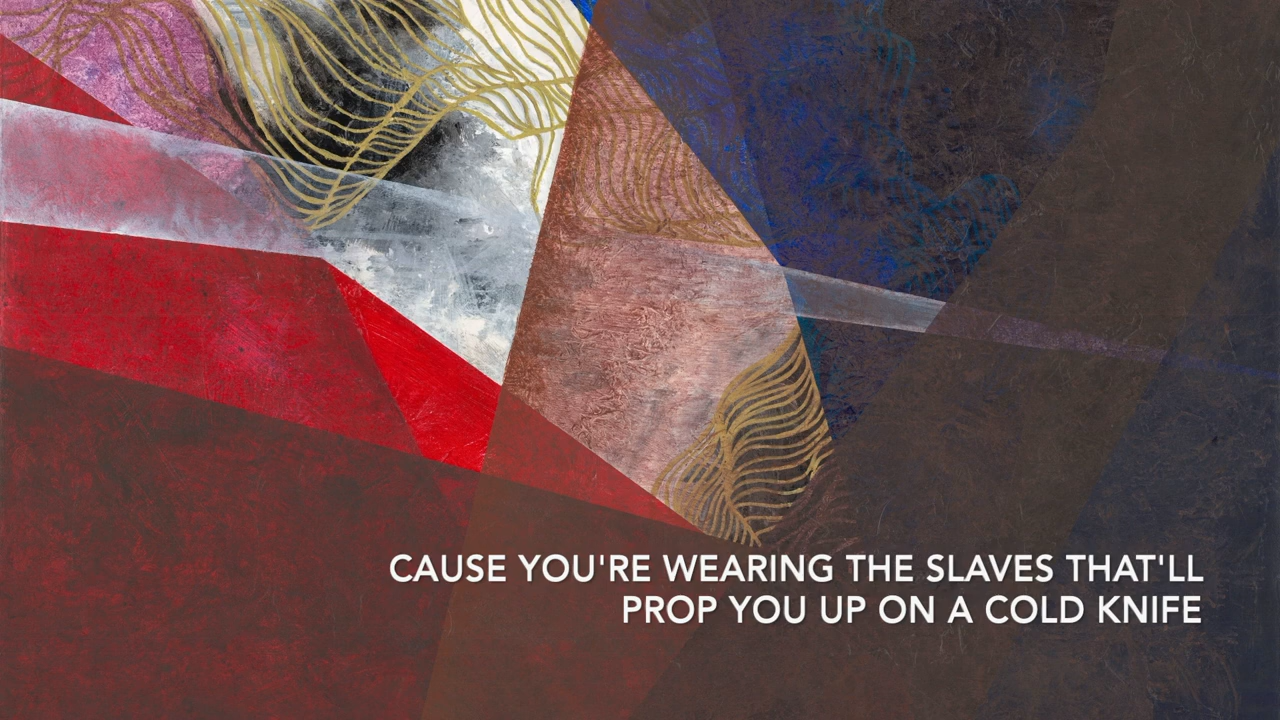 CAUSE YOU'RE WEARING THE SLAVES THAT'LL
PROP YOU UP ON A COLD KNIFE